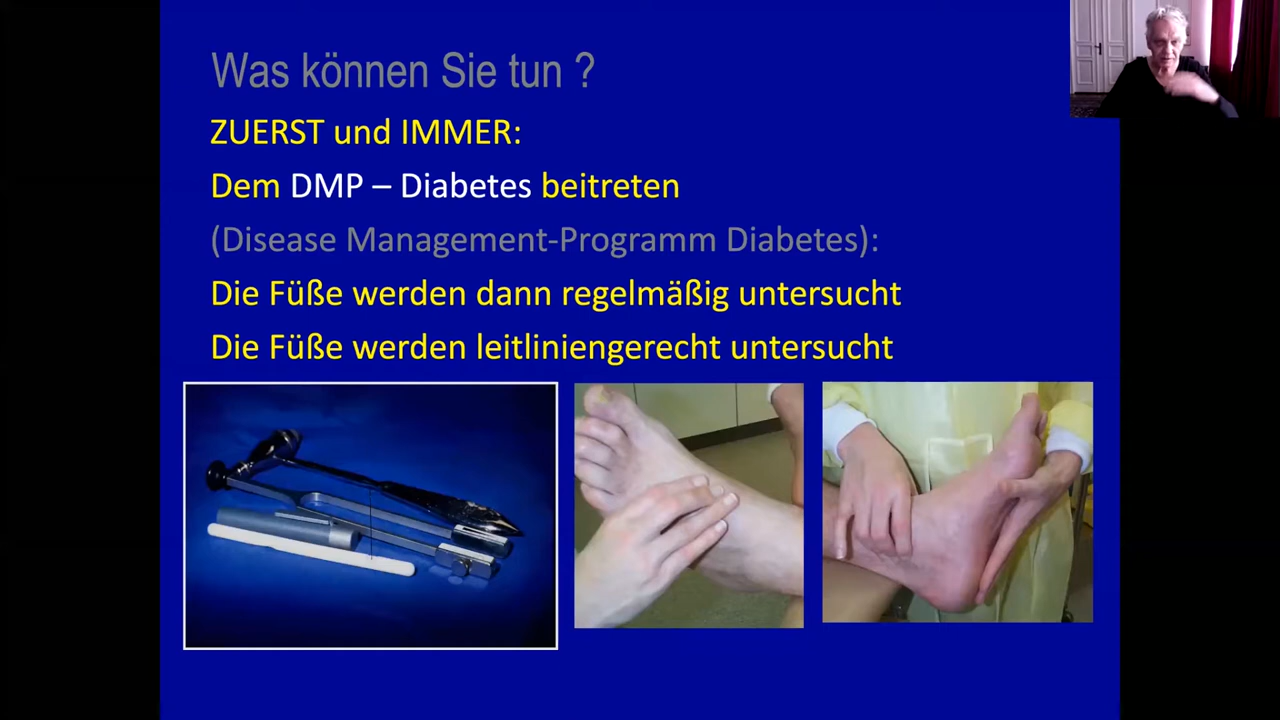 Was können Sie tun ?
ZUERST und IMMER:
Dem DMP – Diabetes beitreten
(Disease Management-Programm Diabetes):
Die Füße werden dann regelmäßig untersucht
Die Füße werden leitliniengerecht untersucht